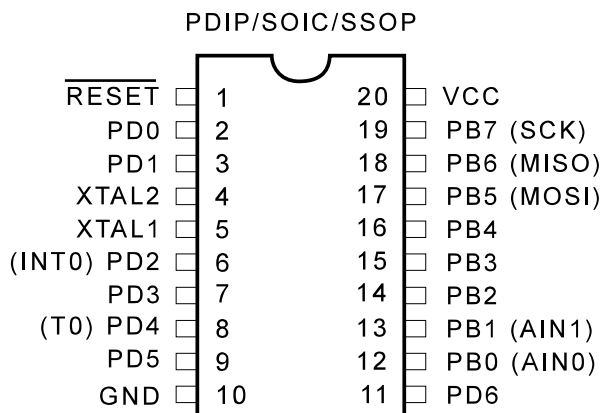 PDIP/SOIC/SSOP
RESET 1 20 VCC
PD0 2 19 PB7 (SCK)
PD1 3 18 PB6 (MISO)
XTAL2 4 17 PB5 (MOSI)
XTAL1 5 16 PB4
(INT0) PD2 6 15 PB3
PD3 7 14 PB2
(T0) PD4 8 13 PB1 (AIN1)
PD5 9 12 PB0 (AIN0)
GND 10 11 PD6